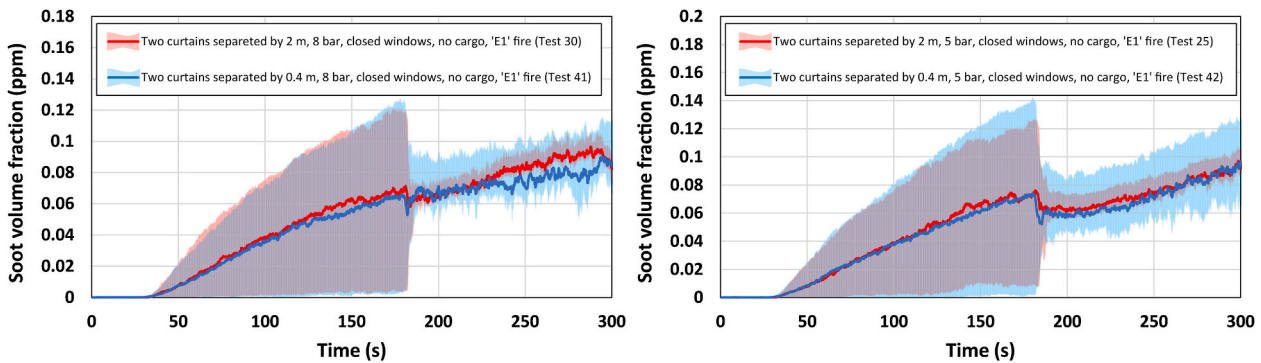 Soot volume fraction (ppm)
0.18
0.16
0.14
0.12
0.1
0.08
0.06
0.04
0.02
0
Two curtains separeted by 2 m, 8 bar, closed windows, no cargo, 'E1' fire (Test 30)
Two curtains separated by 0.4 m, 8 bar, closed windows, no cargo, 'E1' fire (Test 41)
0 50 100 150 200 250 300
Time (s)
Soot volume fraction (ppm)
0.2
0.18
0.16
0.14
0.12
0.1
0.08
0.06
0.04
0.02
0
Two curtains separeted by 2 m, 5 bar, closed windows, no cargo, 'E1' fire (Test 25)
Two curtains separated by 0.4 m, 5 bar, closed windows, no cargo, 'E1' fire (Test 42)
0 50 100 150 200 250 300
Time (s)